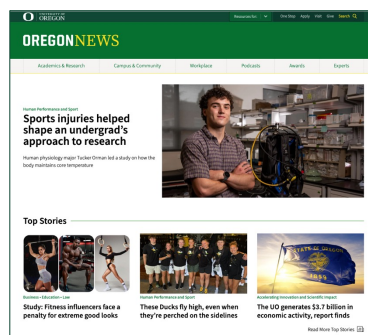 UNIVERSITY OF
OREGON
Resources for:
One Stop Apply Visit Give Search
OREGONNEWS
Academics & Research Campus & Community Workplace Podcasts Awards Experts
Human Performance and Sport
Sports injuries helped
shape an undergrad's
approach to research
Human physiology major Tucker Orman led a study on how the
body maintains core temperature
Top Stories
Business • Education • Law
Study: Fitness influencers face a
penalty for extreme good looks
Human Performance and Sport
These Ducks fly high, even when
they're perched on the sidelines
STATE OF OREGON
1859
Accelerating Innovation and Scientific Impact
The UO generates $3.7 billion in
economic activity, report finds
Read More Top Stories